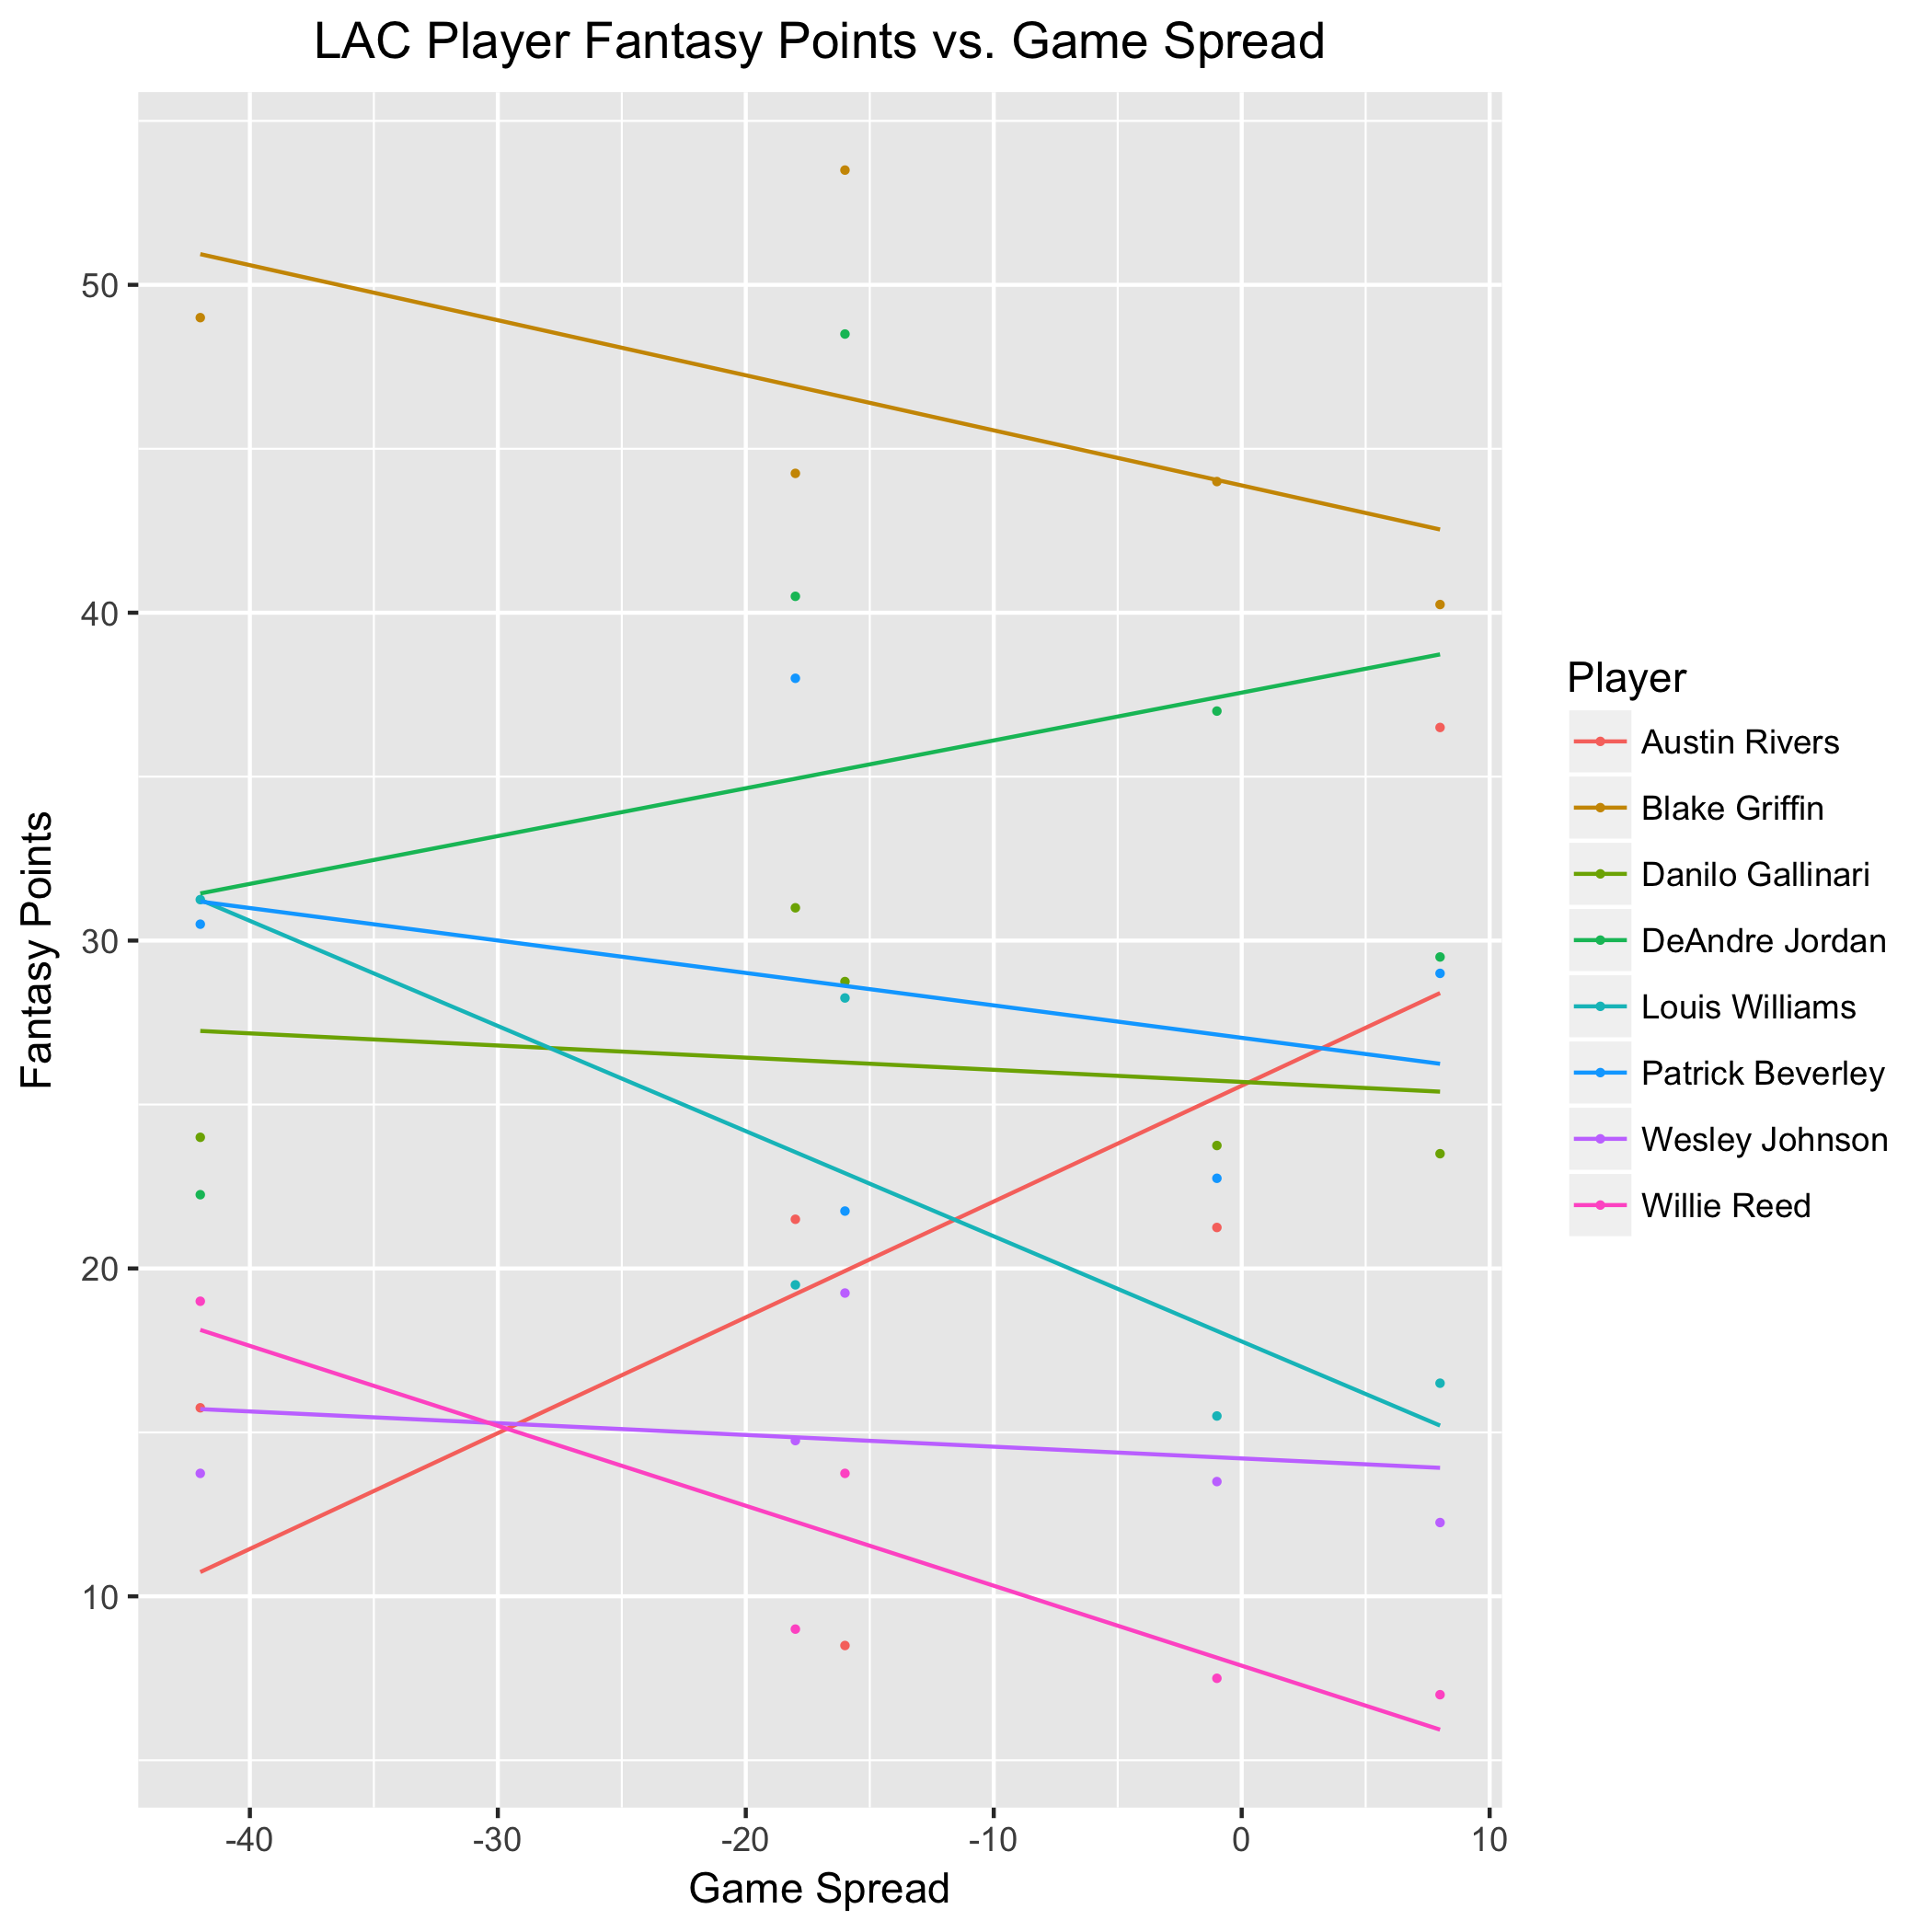 LAC Player Fantasy Points vs. Game Spread
50
40
30
20
10
Fantasy Points
-40 -30 -20 -10 0 10
Game Spread
Player
Austin Rivers
Blake Griffin
Danilo Gallinari
DeAndre Jordan
Louis Williams
Patrick Beverley
Wesley Johnson
Willie Reed